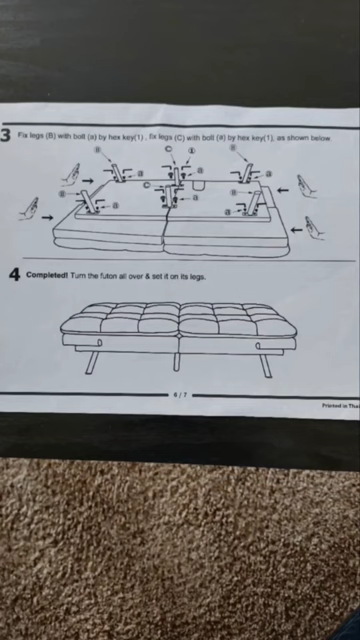 3 Fix legs (B) with bolt (a) by hex key(1) , fix legs (C) with bolt (a) by hex key(1), as shown below.
B C 1 B
a a a
B C B
a a a
4 Completed! Turn the futon all over & set it on its legs.
6 / 7
Printed in